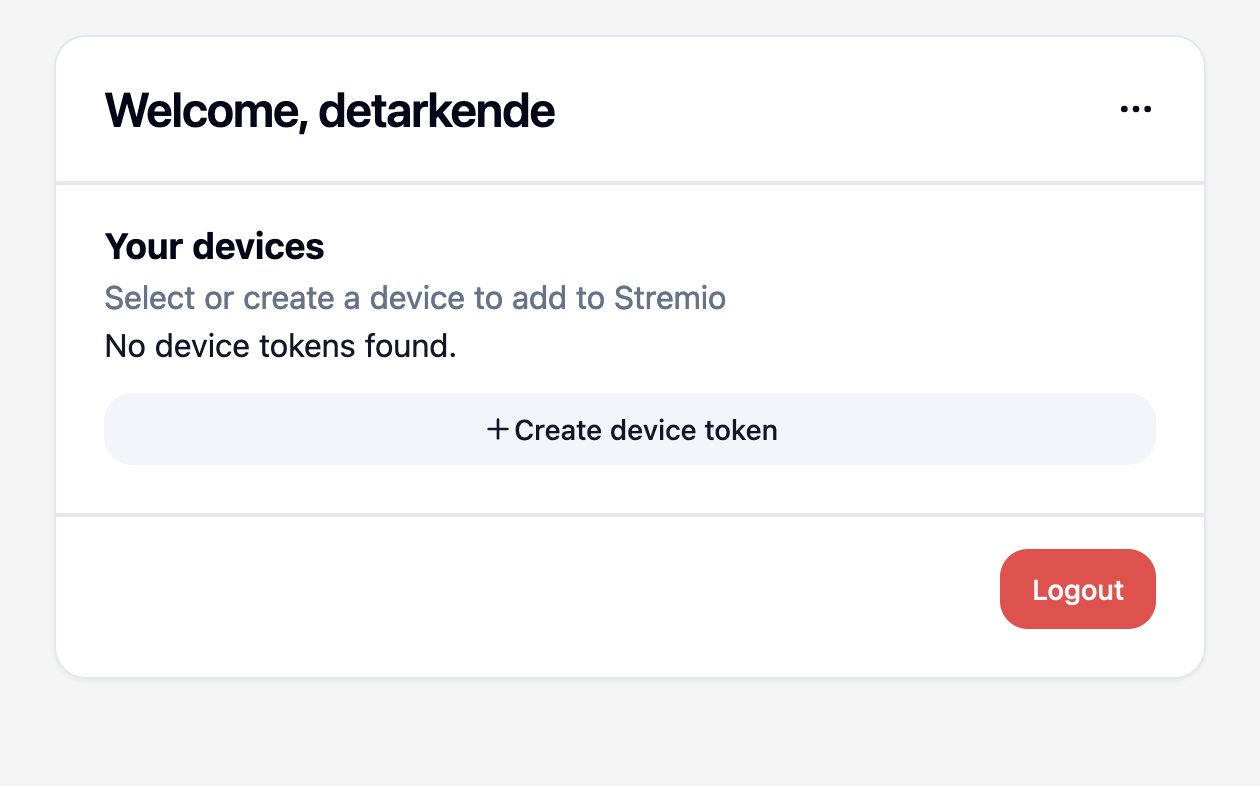 Welcome, detarkende
Your devices
Select or create a device to add to Stremio
No device tokens found.
Create device token
Logout